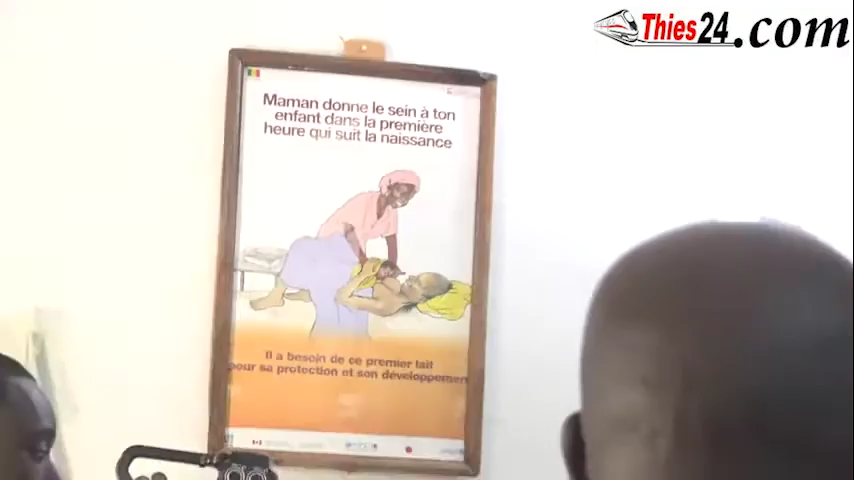 Thies24.com
Maman donne le sein à ton
enfant dans la première
heure qui suit la naissance
Il a besoin de ce premier lait
pour sa protection et son développement